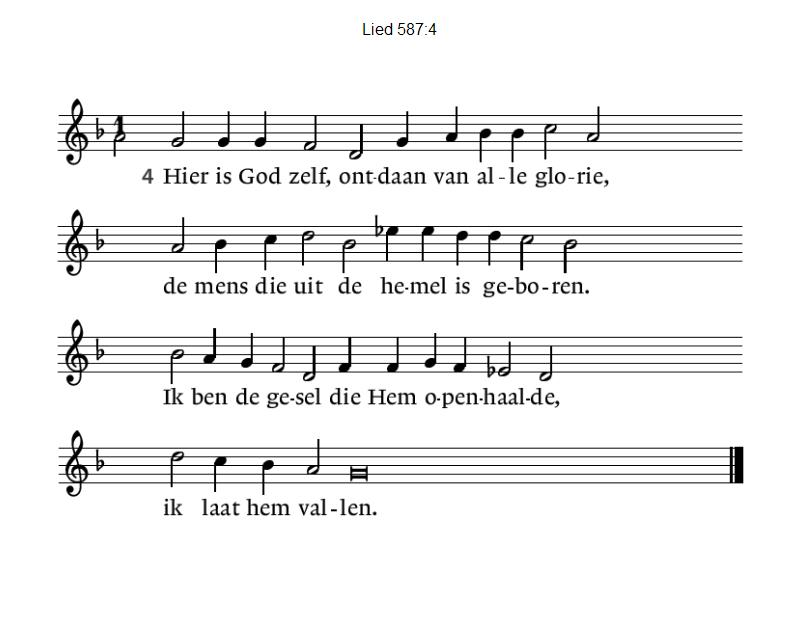 Lied 587:4
1
4 Hier is God zelf, ont-daan van al-le glo-rie,
de mens die uit de he-mel is ge-bo-ren.
Ik ben de ge-sel die Hem o-pen-haal-de,
ik laat hem val-len.